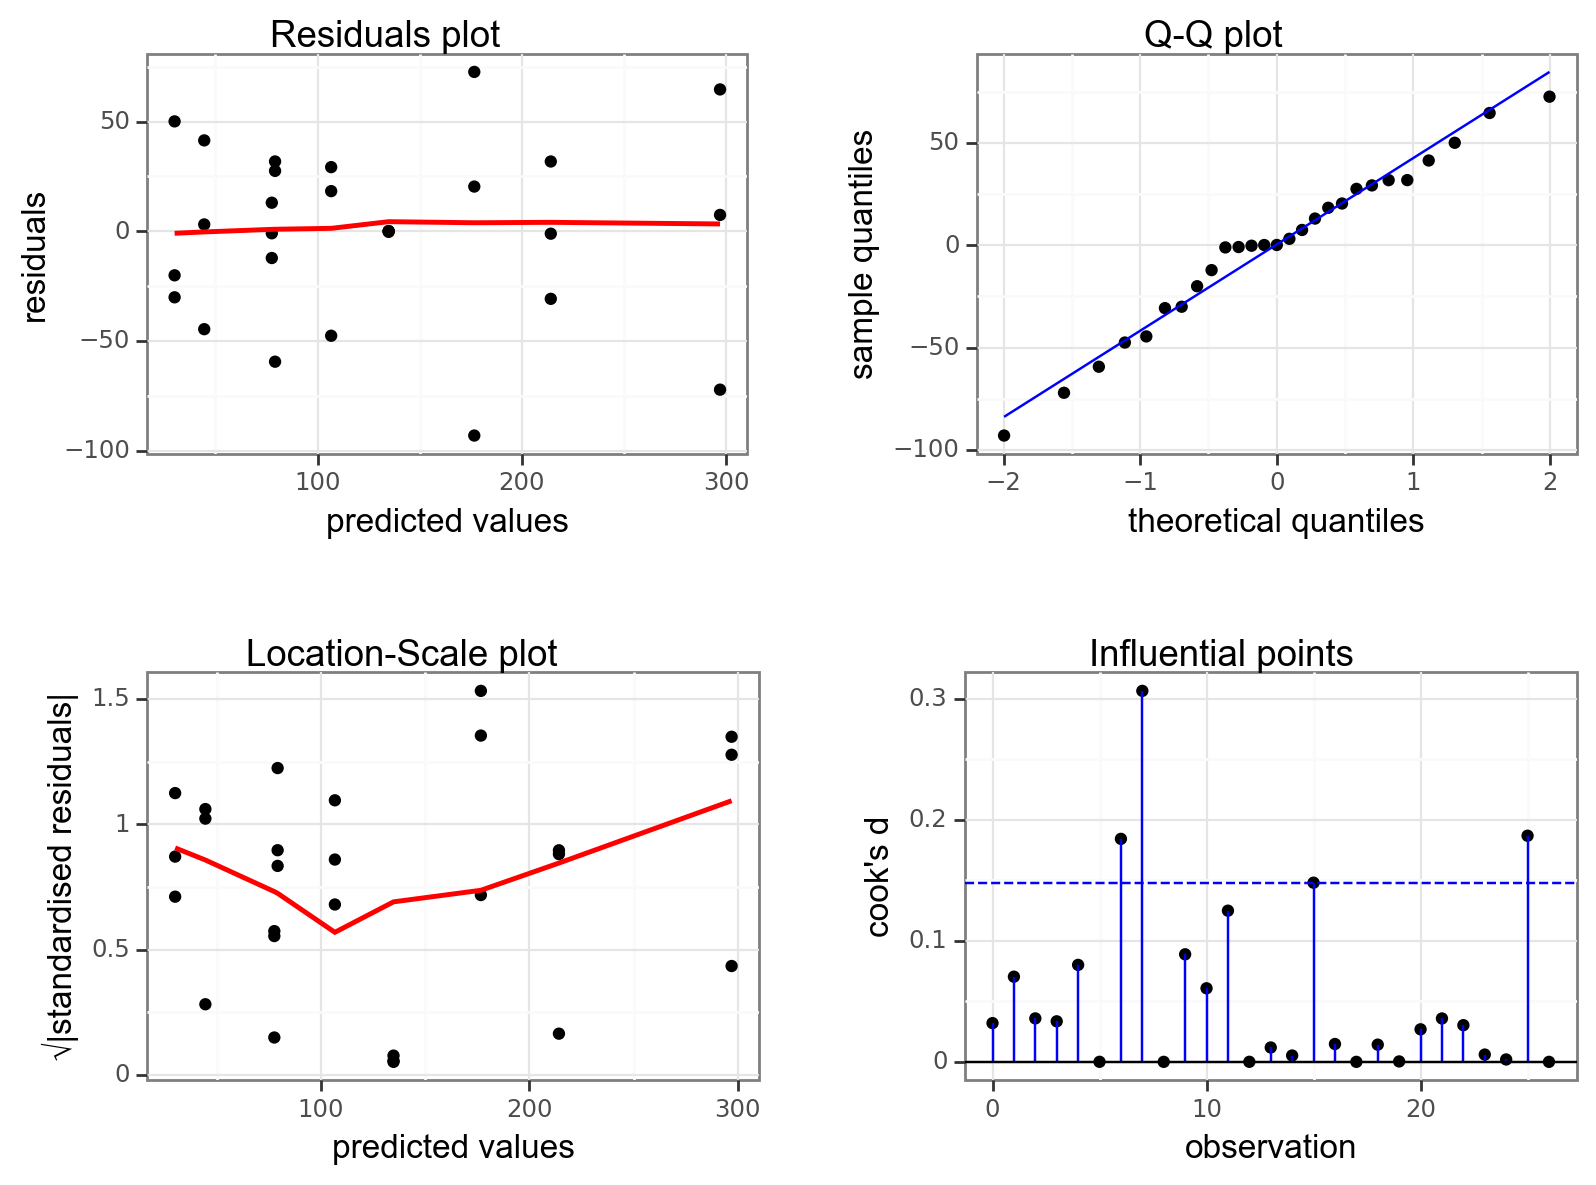 Residuals plot
residuals
50
0
−50
−100
100
200
300
predicted values
Q-Q plot
sample quantiles
50
0
−50
−100
−2
−1
0
1
2
theoretical quantiles
Location-Scale plot
√|standardised residuals|
1.5
1
0.5
0
100
200
300
predicted values
Influential points
cook's d
0.3
0.2
0.1
0
0
10
20
observation